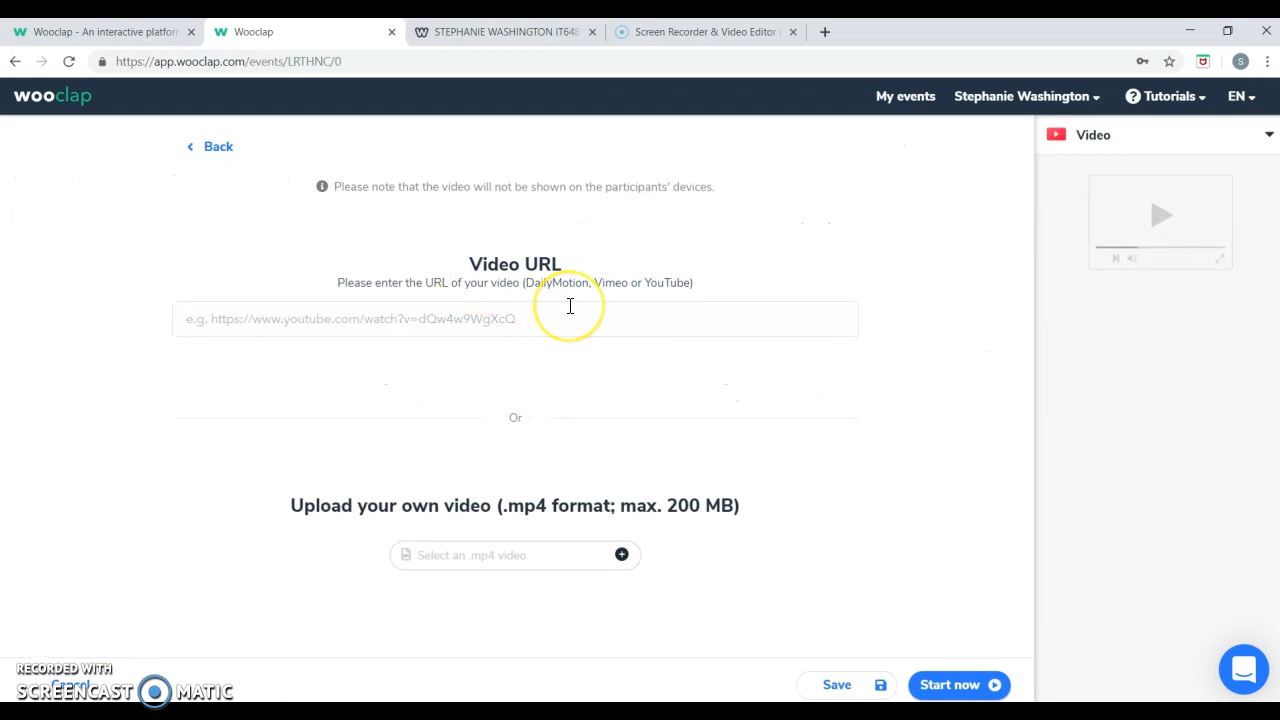 Wooclap - An interactive platform
Wooclap
STEPHANIE WASHINGTON IT648
Screen Recorder & Video Editor
https://app.wooclap.com/events/LRTHNC/0
S
wooclap
My events
Stephanie Washington
Tutorials
EN
Back
Video
Please note that the video will not be shown on the participants' devices.
Video URL
Please enter the URL of your video (DailyMotion, Vimeo or YouTube)
e.g. https://www.youtube.com/watch?v=dQw4w9WgXcQ
Or
Upload your own video (.mp4 format; max. 200 MB)
Select an .mp4 video
Cancel
Save
Start now
RECORDED WITH
SCREENCAST MATIC